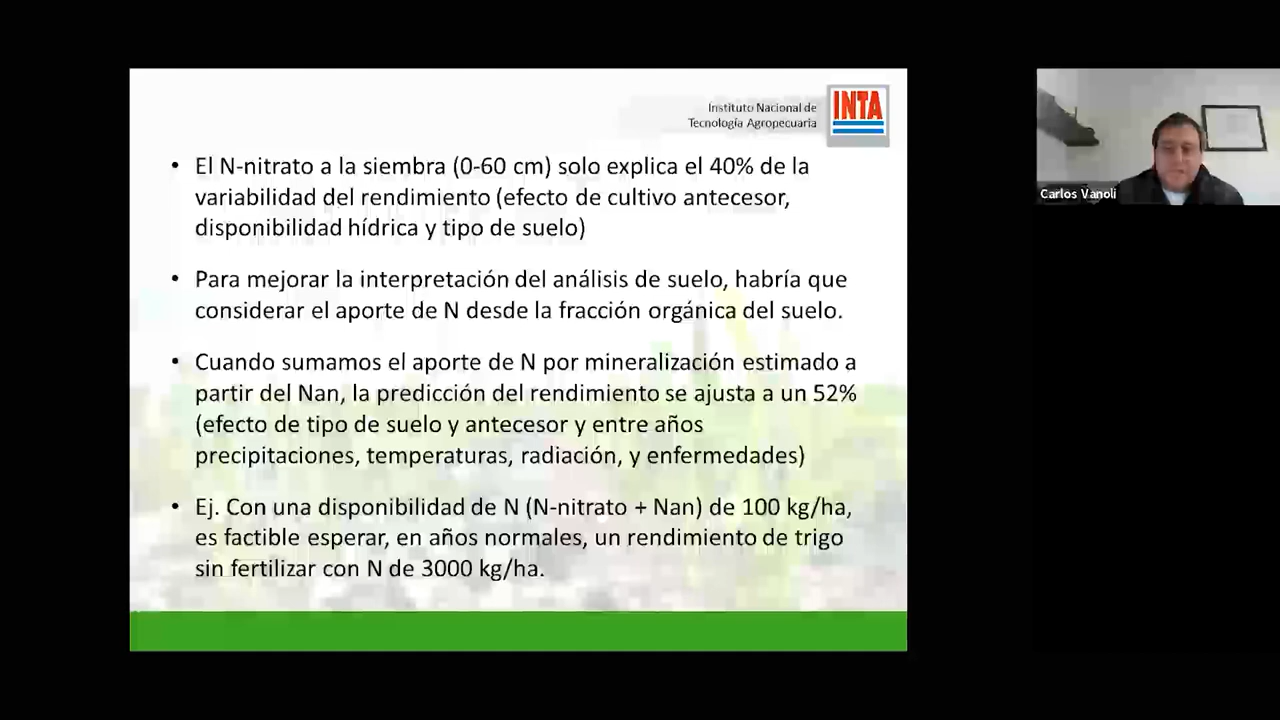 Instituto Nacional de
Tecnología Agropecuaria
INTA
• El N-nitrato a la siembra (0-60 cm) solo explica el 40% de la
variabilidad del rendimiento (efecto de cultivo antecesor,
disponibilidad hídrica y tipo de suelo)
• Para mejorar la interpretación del análisis de suelo, habría que
considerar el aporte de N desde la fracción orgánica del suelo.
• Cuando sumamos el aporte de N por mineralización estimado a
partir del Nan, la predicción del rendimiento se ajusta a un 52%
(efecto de tipo de suelo y antecesor y entre años
precipitaciones, temperaturas, radiación, y enfermedades)
• Ej. Con una disponibilidad de N (N-nitrato + Nan) de 100 kg/ha,
es factible esperar, en años normales, un rendimiento de trigo
sin fertilizar con N de 3000 kg/ha.
Carlos Vanoli